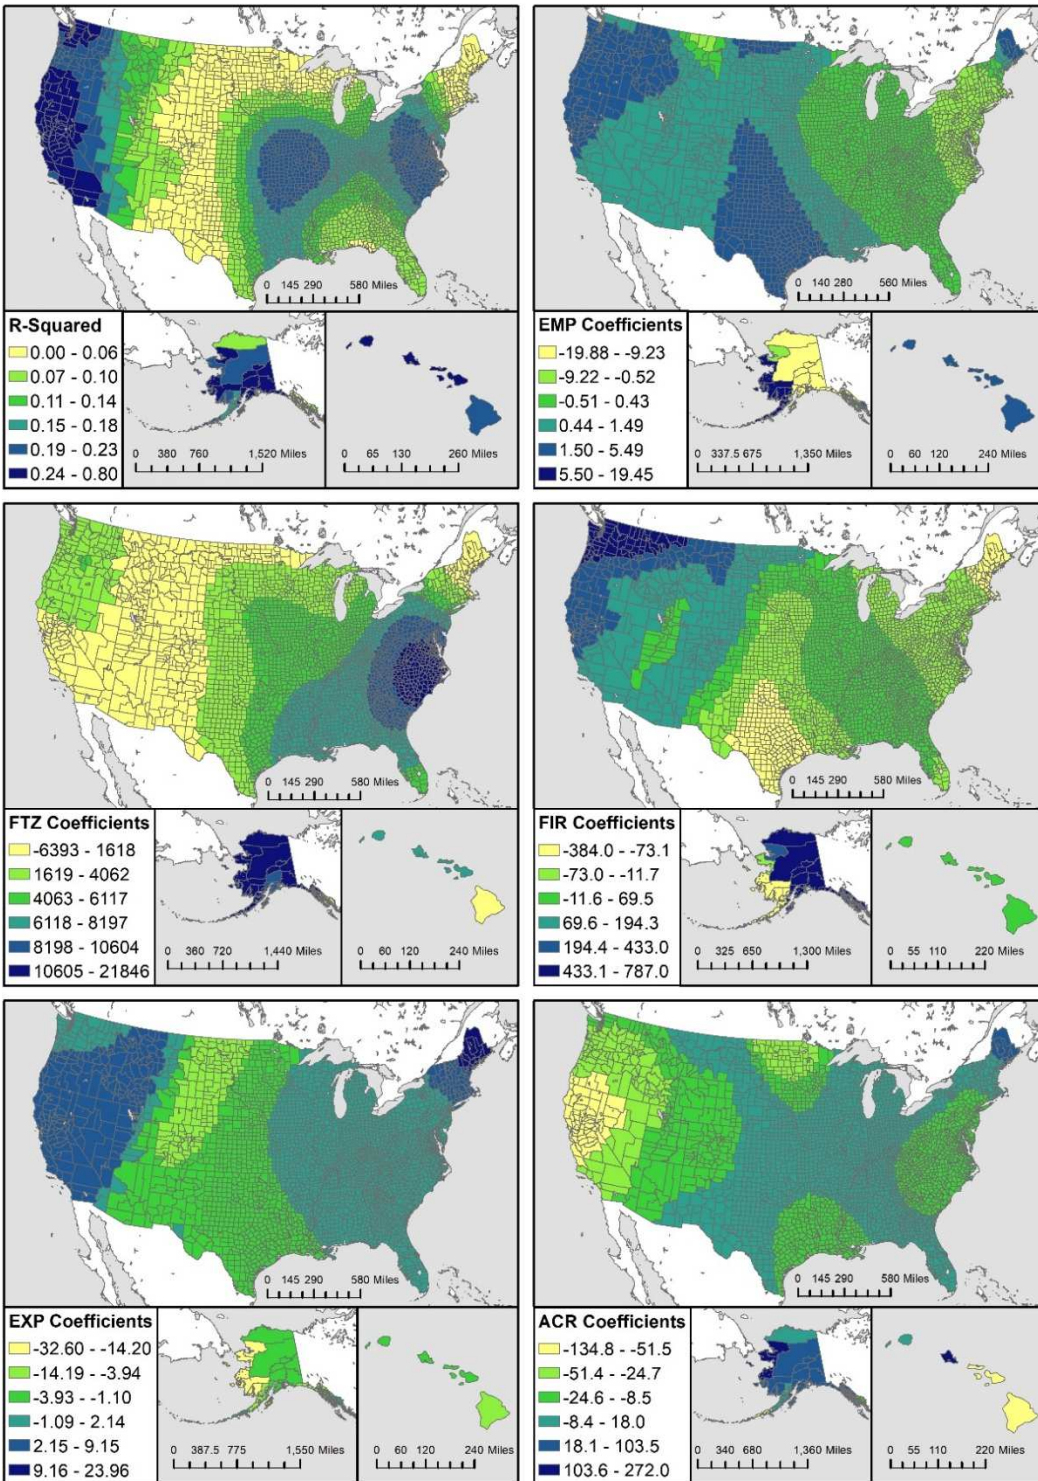 0 145 290 580 Miles
R-Squared
0.00 - 0.06
0.07 - 0.10
0.11 - 0.14
0.15 - 0.18
0.19 - 0.23
0.24 - 0.80
0 380 760 1,520 Miles
0 65 130 260 Miles
0 140 280 560 Miles
EMP Coefficients
-19.88 - -9.23
-9.22 - -0.52
-0.51 - 0.43
0.44 - 1.49
1.50 - 5.49
5.50 - 19.45
0 337.5 675 1,350 Miles
0 60 120 240 Miles
0 145 290 580 Miles
FTZ Coefficients
-6393 - 1618
1619 - 4062
4063 - 6117
6118 - 8197
8198 - 10604
10605 - 21846
0 360 720 1,440 Miles
0 60 120 240 Miles
0 145 290 580 Miles
FIR Coefficients
-384.0 - -73.1
-73.0 - -11.7
-11.6 - 69.5
69.6 - 194.3
194.4 - 433.0
433.1 - 787.0
0 325 650 1,300 Miles
0 55 110 220 Miles
0 145 290 580 Miles
EXP Coefficients
-32.60 - -14.20
-14.19 - -3.94
-3.93 - -1.10
-1.09 - 2.14
2.15 - 9.15
9.16 - 23.96
0 387.5 775 1,550 Miles
0 60 120 240 Miles
0 145 290 580 Miles
ACR Coefficients
-134.8 - -51.5
-51.4 - -24.7
-24.6 - -8.5
-8.4 - 18.0
18.1 - 103.5
103.6 - 272.0
0 340 680 1,360 Miles
0 55 110 220 Miles